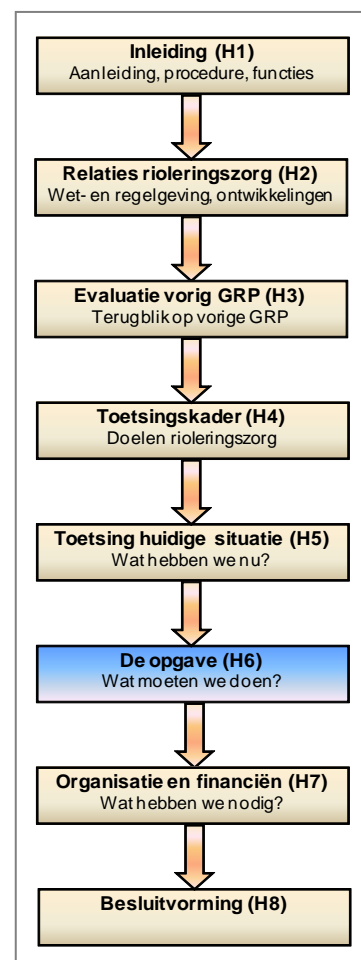 Inleiding (H1)
Aanleiding, procedure, functies
Relaties rioleringszorg (H2)
Wet- en regelgeving, ontwikkelingen
Evaluatie vorig GRP (H3)
Terugblik op vorige GRP
Toetsingskader (H4)
Doelen rioleringszorg
Toetsing huidige situatie (H5)
Wat hebben we nu?
De opgave (H6)
Wat moeten we doen?
Organisatie en financiën (H7)
Wat hebben we nodig?
Besluitvorming (H8)